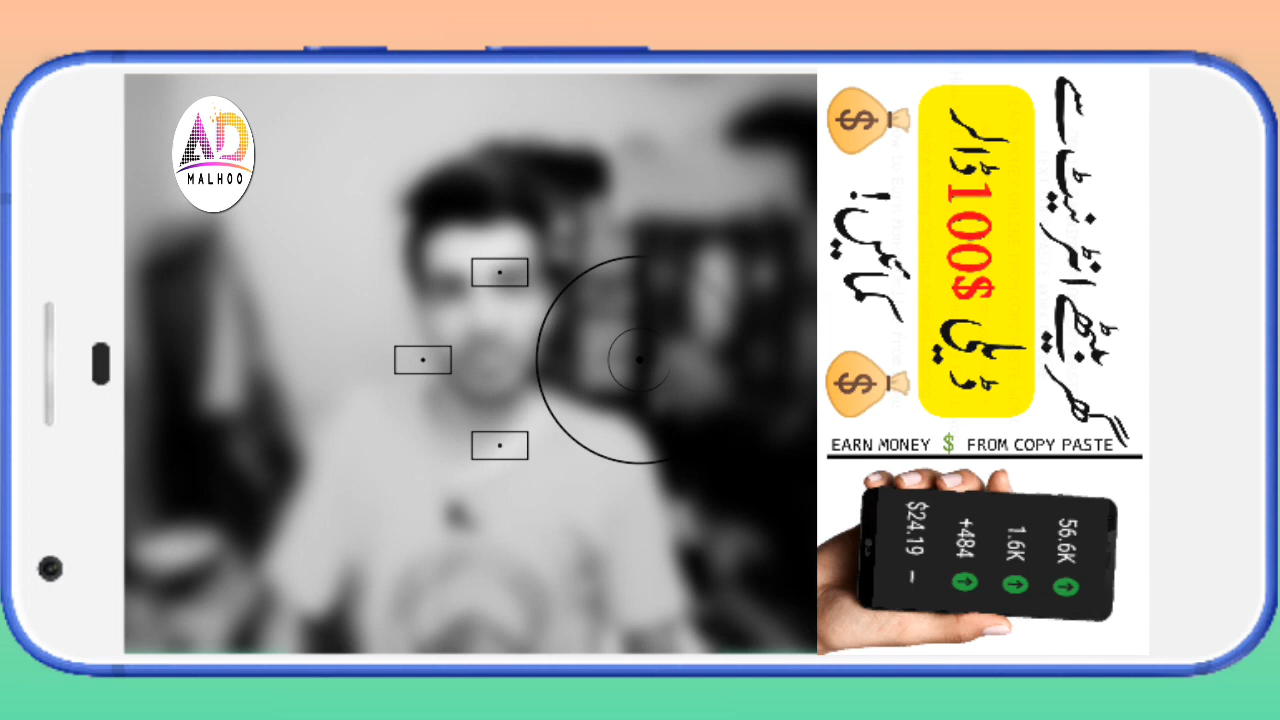 AD
MALHOO
گھر بیٹھے انٹرنیٹ سے
ڈیلی 100$ ڈالر
کمائیں!
EARN MONEY $ FROM COPY PASTE
56.6K
1.6K
+484
$24.19 –